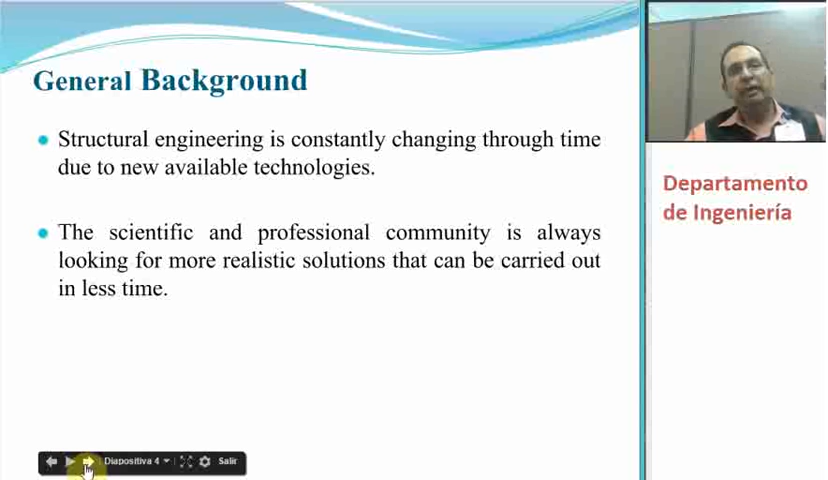 General Background
Structural engineering is constantly changing through time
due to new available technologies.
The scientific and professional community is always
looking for more realistic solutions that can be carried out
in less time.
Departamento
de Ingeniería
Diapositiva 4
Salir